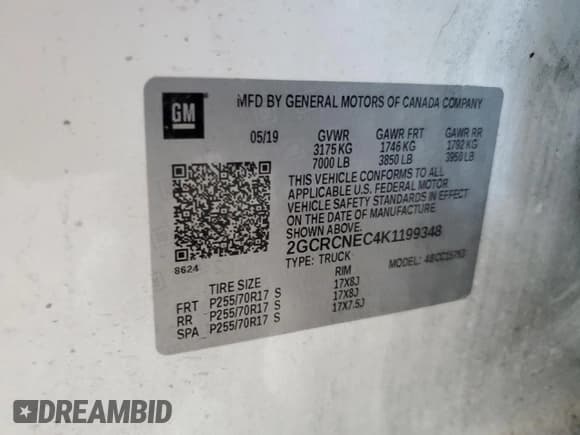 GM
MFD BY GENERAL MOTORS OF CANADA COMPANY
05/19 GVWR GAWR FRT GAWR RR
3175 KG 1746 KG 1792 KG
7000 LB 3850 LB 3950 LB
THIS VEHICLE CONFORMS TO ALL
APPLICABLE U.S. FEDERAL MOTOR
VEHICLE SAFETY STANDARDS IN EFFECT
ON THE DATE OF MANUFACTURE SHOWN ABOVE.
2GCRCNEC4K1199348
8624
TYPE: TRUCK MODEL:
TIRE SIZE RIM
FRT P255/70R17 S 17X8J
RR P255/70R17 S 17X8J
SPA P255/70R17 S 17X7.5J
DREAMBID